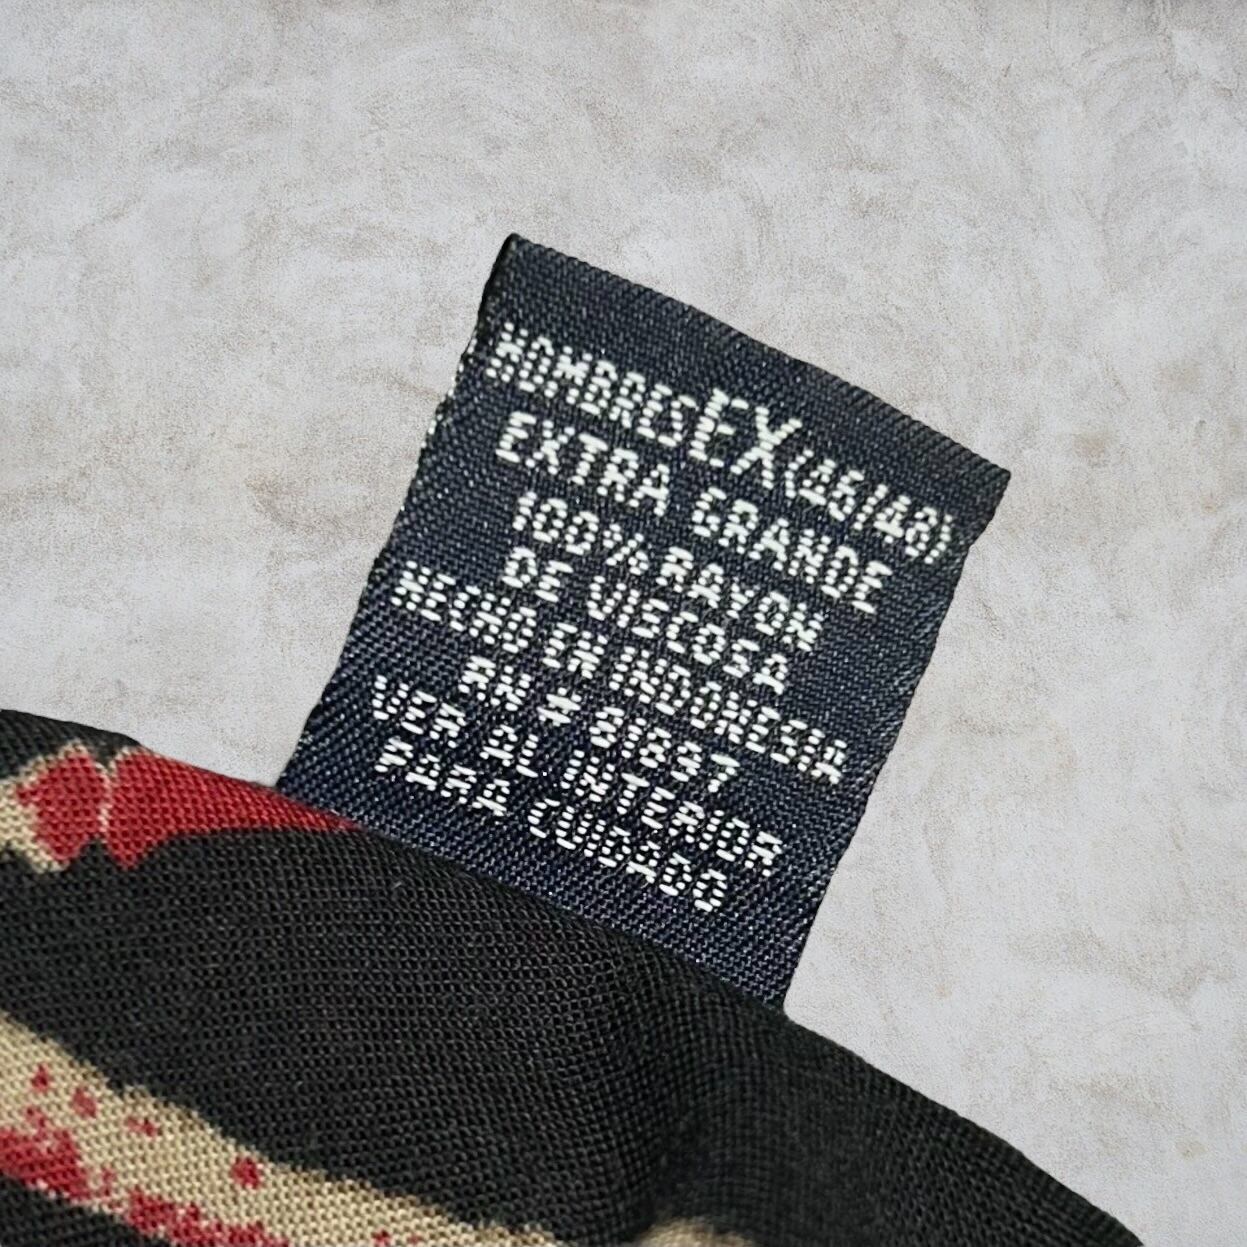 HOMBRES EX (46/48)
EXTRA GRANDE
100% RAYON
DE VISCOSA
HECHO EN INDONESIA
RN # 81697
VER AL INTERIOR
PARA CUIDADO